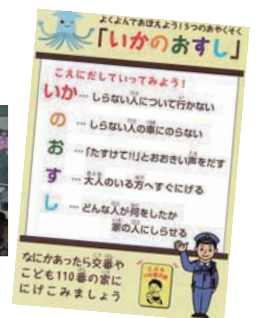 よくよんでおぼえよう！5つのおやくそく
「いかのおすし」
こえにだしていってみよう！
いか…しらない人について行かない
の…しらない人の車にのらない
お…「たすけて!!」とおおきい声をだす
す…大人のいる方へすぐににげる
し…どんな人が何をしたか
家の人にしらせる
なにかあったら交番や
こども110番の家に
にげこみましょう